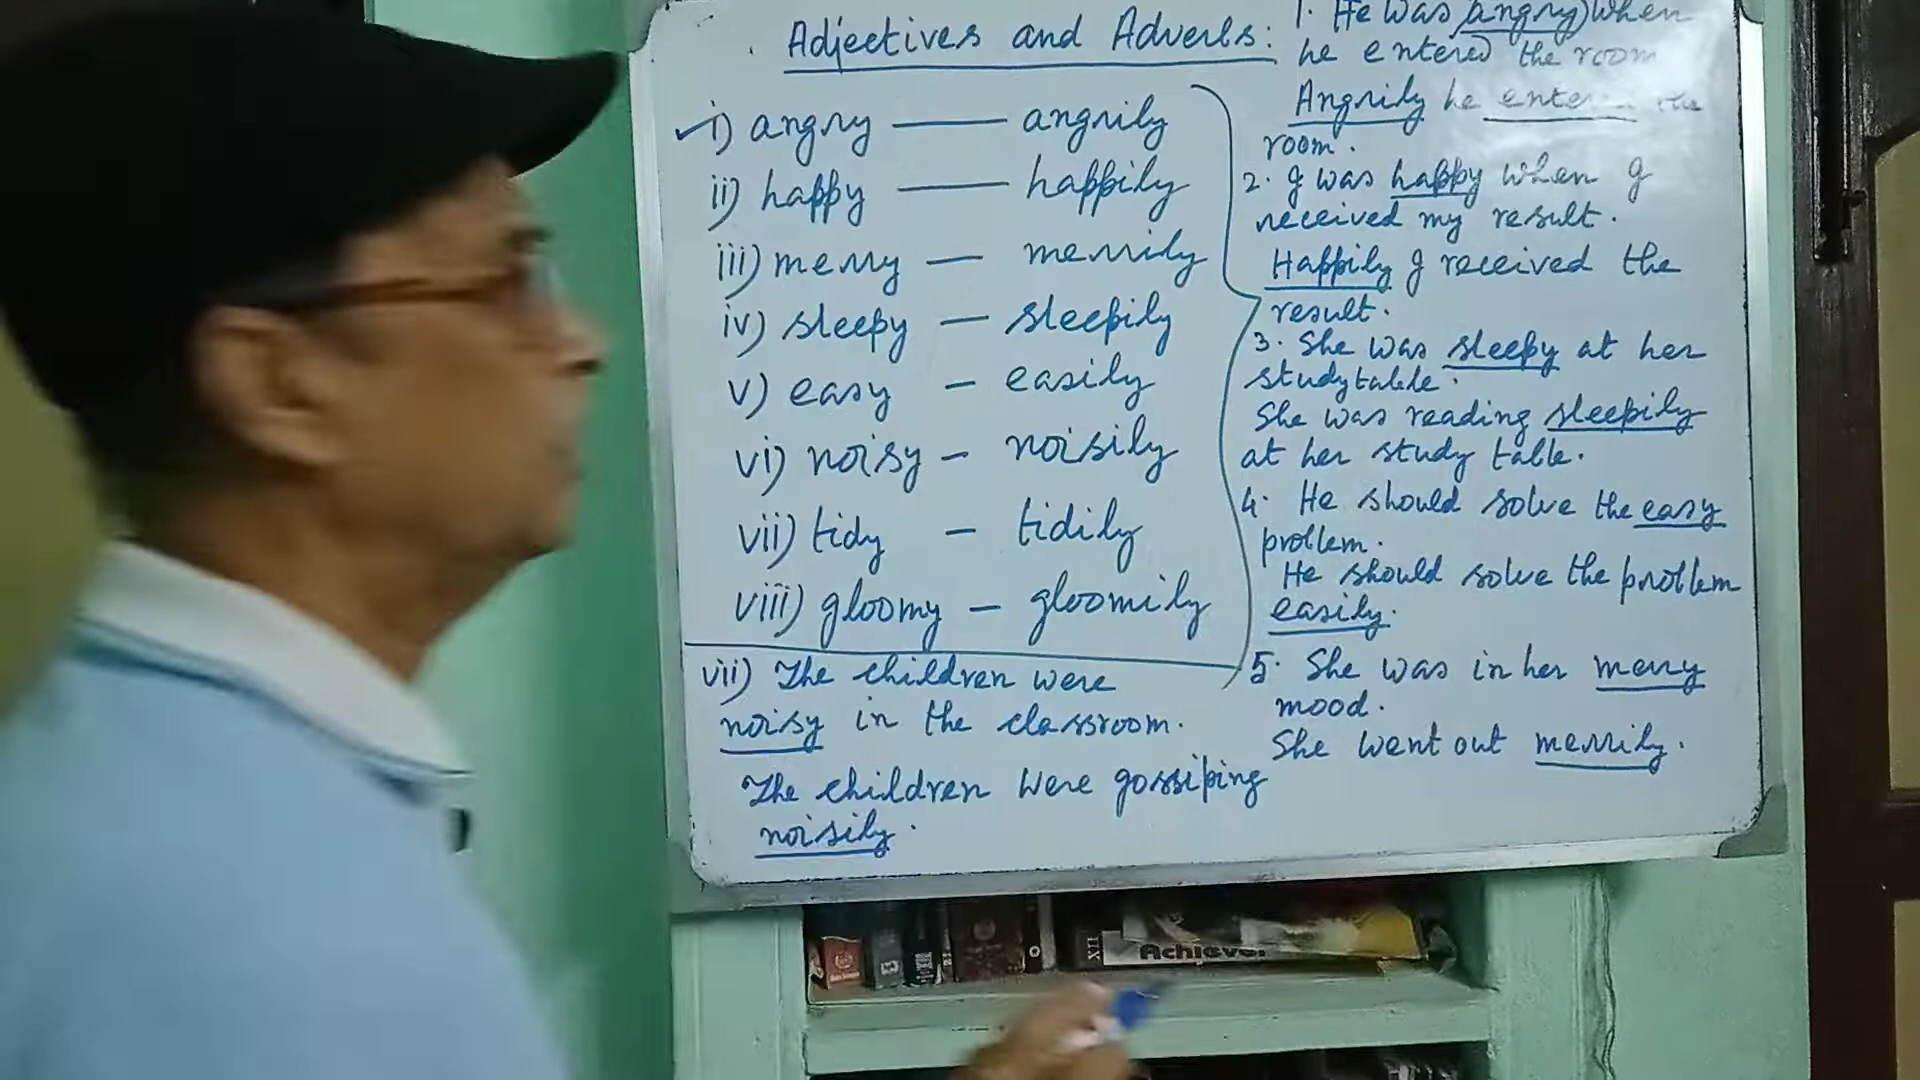 Adjectives and Adverbs:
i) angry — angrily
ii) happy — happily
iii) merry — merrily
iv) sleepy — sleepily
v) easy — easily
vi) noisy — noisily
vii) tidy — tidily
viii) gloomy — gloomily
vii) The children were
noisy in the classroom.
The children were gossiping
noisily.
1. He was angry when
he entered the room
Angrily he entered the
room.
2. I was happy when I
received my result.
Happily I received the
result.
3. She was sleepy at her
studytable.
She was reading sleepily
at her study table.
4. He should solve the easy
problem.
He should solve the problem
easily.
5. She was in her merry
mood.
She went out merrily.
XII
Achiever